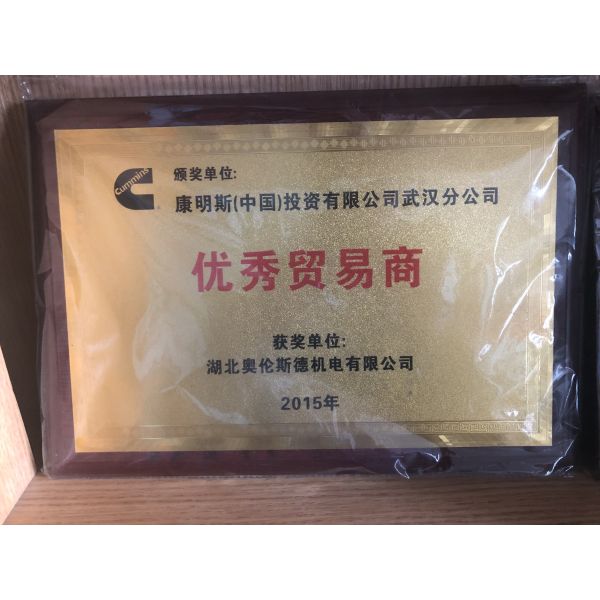 Cummins
颁奖单位:
康明斯(中国)投资有限公司武汉分公司
优秀贸易商
获奖单位:
湖北奥伦斯德机电有限公司
2015年